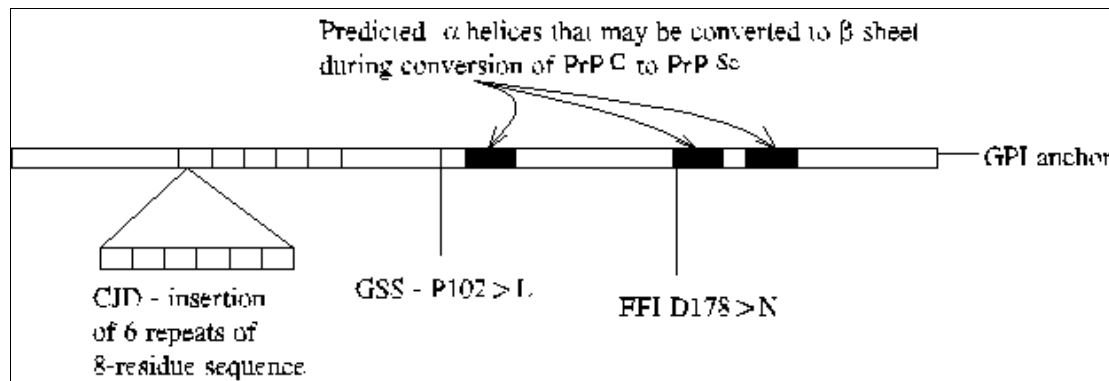 Predicted α helices that may be converted to β sheet
during conversion of PrP C to PrP Sc
GPI anchor
GSS - P102>L
FFI D178>N
CJD - insertion
of 6 repeats of
8-residue sequence